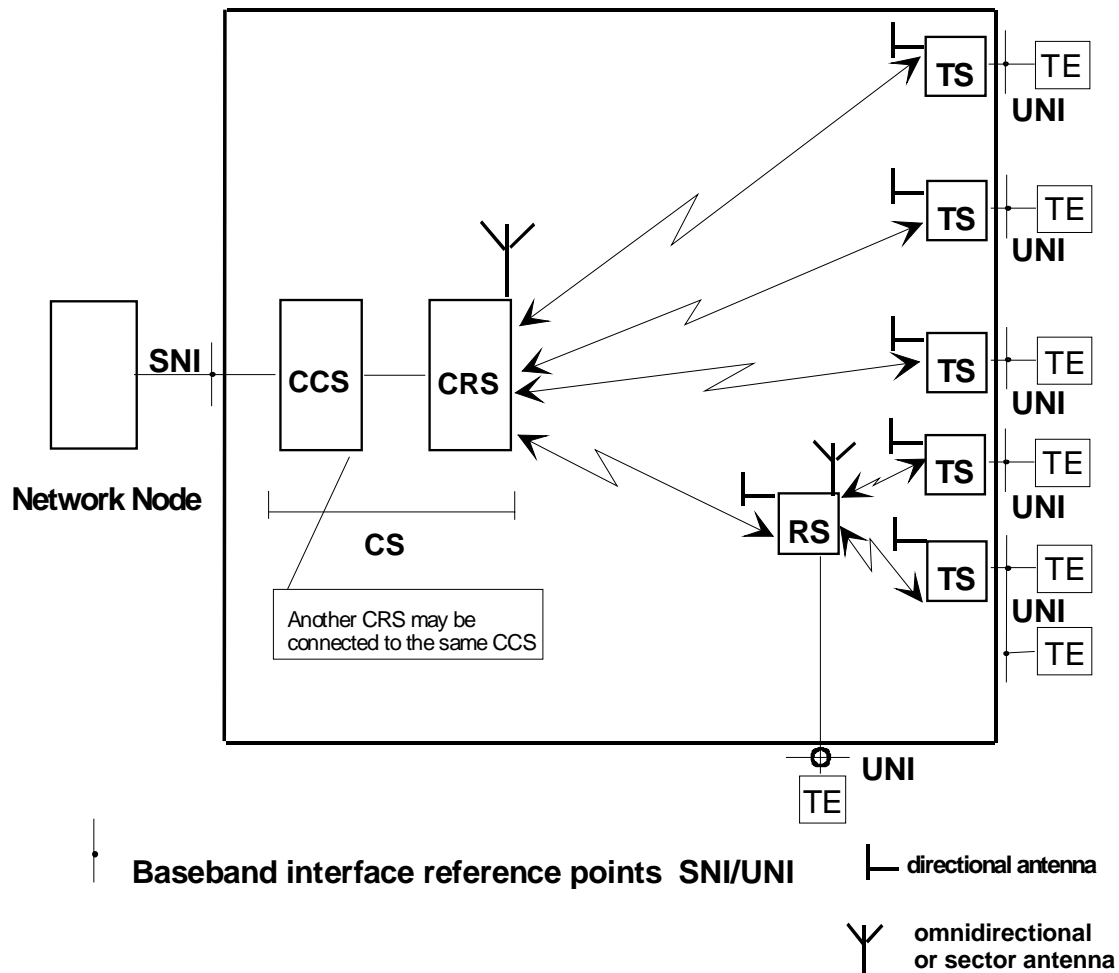 TS
TE
UNI
TS
TE
UNI
SNI
CCS
CRS
TS
TE
UNI
Network Node
CS
TS
TE
UNI
RS
TS
TE
UNI
TE
Another CRS may be
connected to the same CCS
UNI
TE
Baseband interface reference points SNI/UNI
directional antenna
omnidirectional
or sector antenna